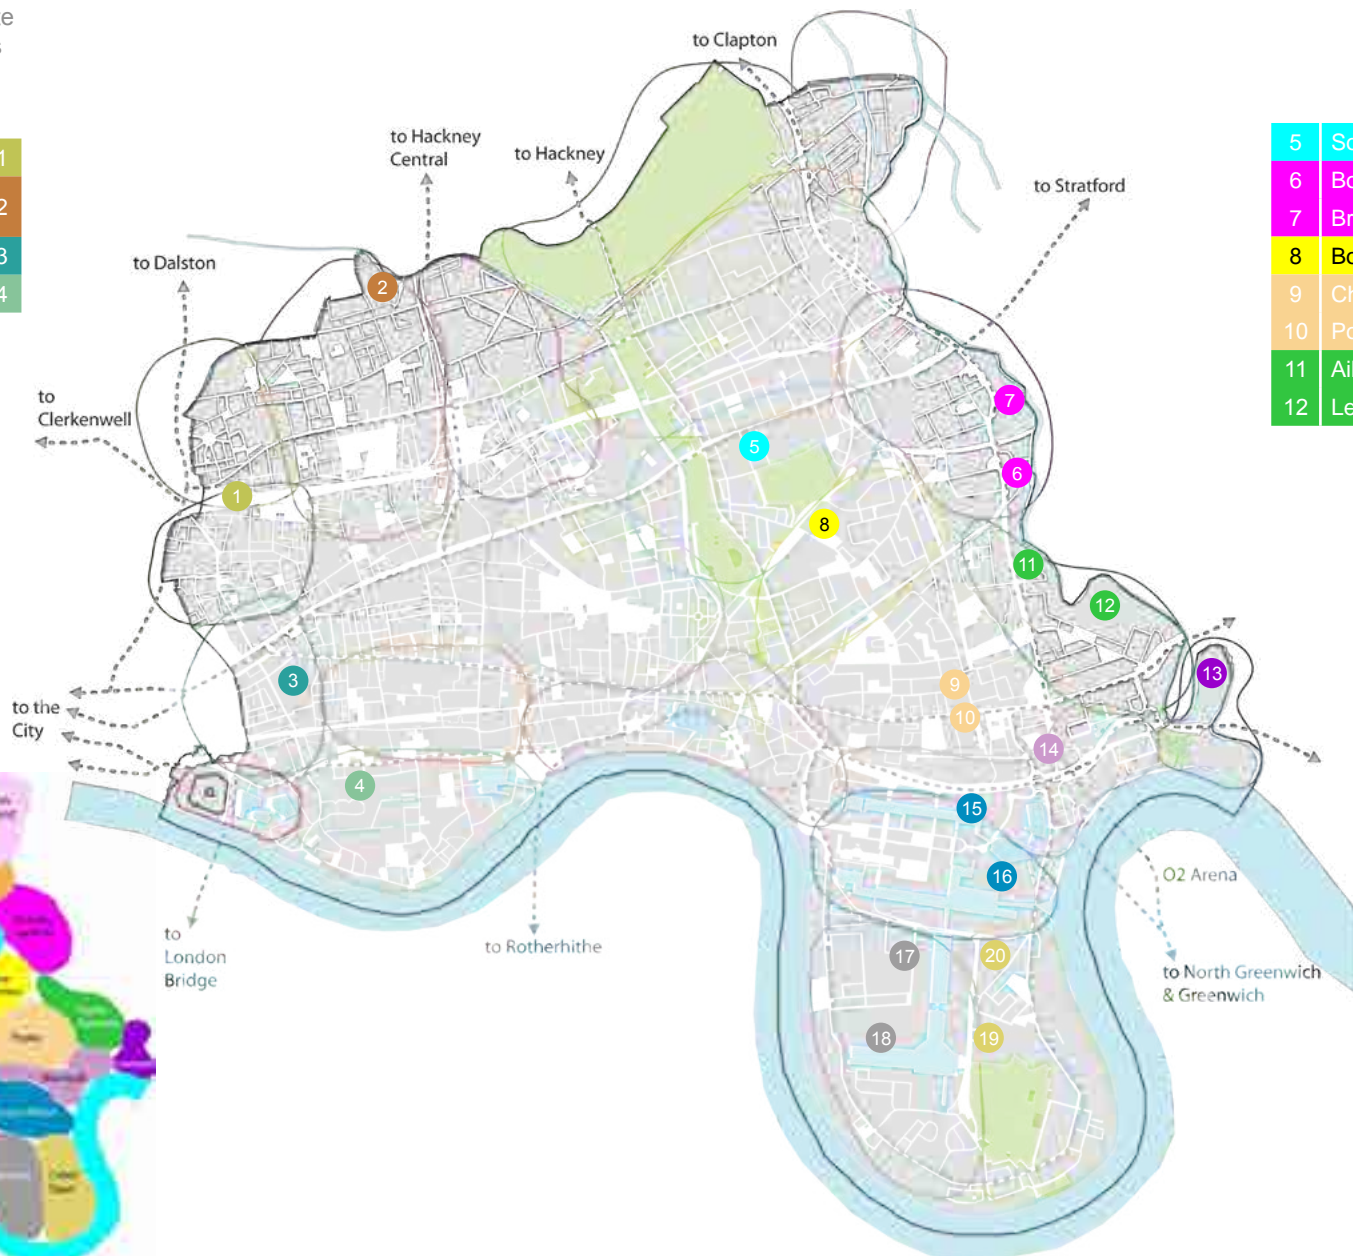 to Clapton
to Hackney
Central
to Hackney
to Stratford
to Dalston
to
Clerkenwell
to the
City
to
London
Bridge
to Rotherhithe
O2 Arena
to North Greenwich
& Greenwich
1
2
3
4
5
6
7
8
9
10
11
12
1
2
3
4
5
6
7
8
9
10
11
12
13
14
15
16
17
18
19
20